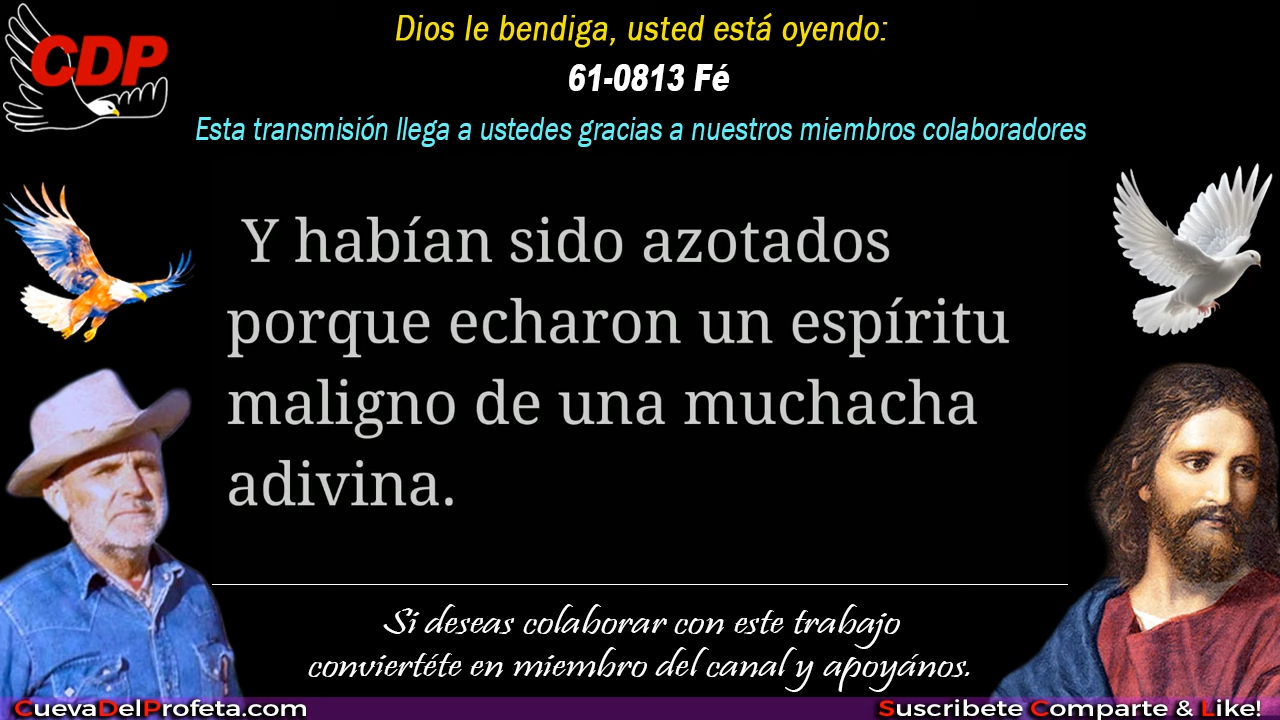 CDP
Dios le bendiga, usted está oyendo:
61-0813 Fé
Esta transmisión llega a ustedes gracias a nuestros miembros colaboradores
Y habían sido azotados
porque echaron un espíritu
maligno de una muchacha
adivina.
Si deseas colaborar con este trabajo
conviertéte en miembro del canal y apoyános.
CuevaDelProfeta.com
Suscribete Comparte & Like!